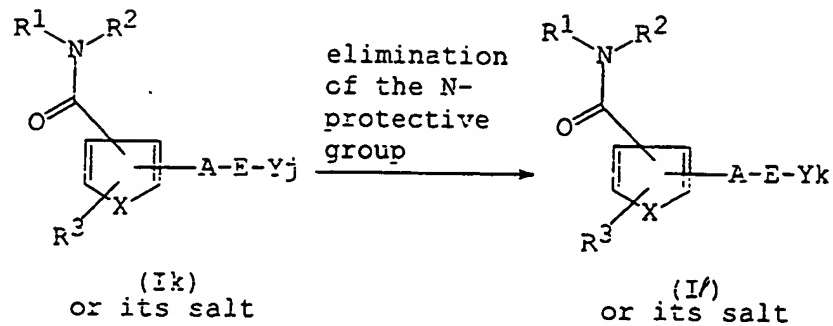 R1 R2
N
O
A-E-Yj
X
R3
(Ik)
or its salt
elimination
of the N-
protective
group
R1 R2
N
O
A-E-Yk
X
R3
(Il)
or its salt